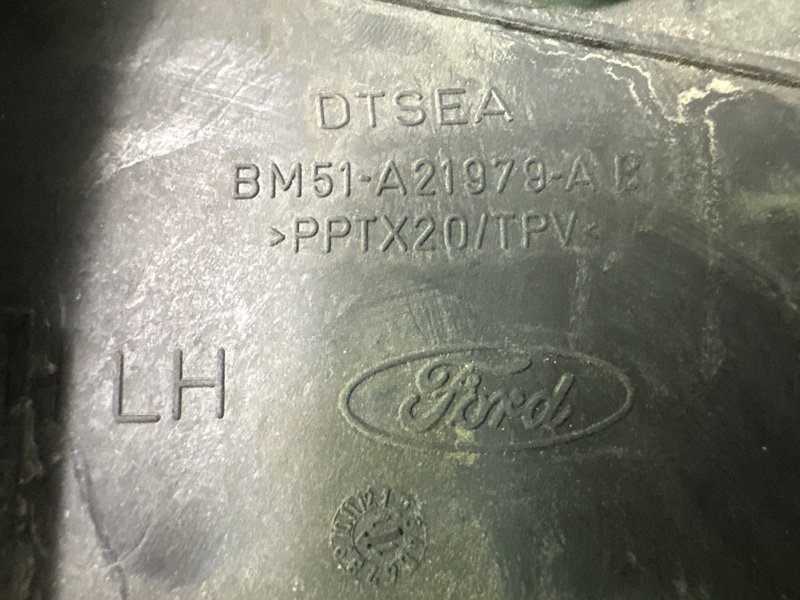 DTSEA
BM51-A21979-A B
>PPTX20/TPV<
LH
Ford